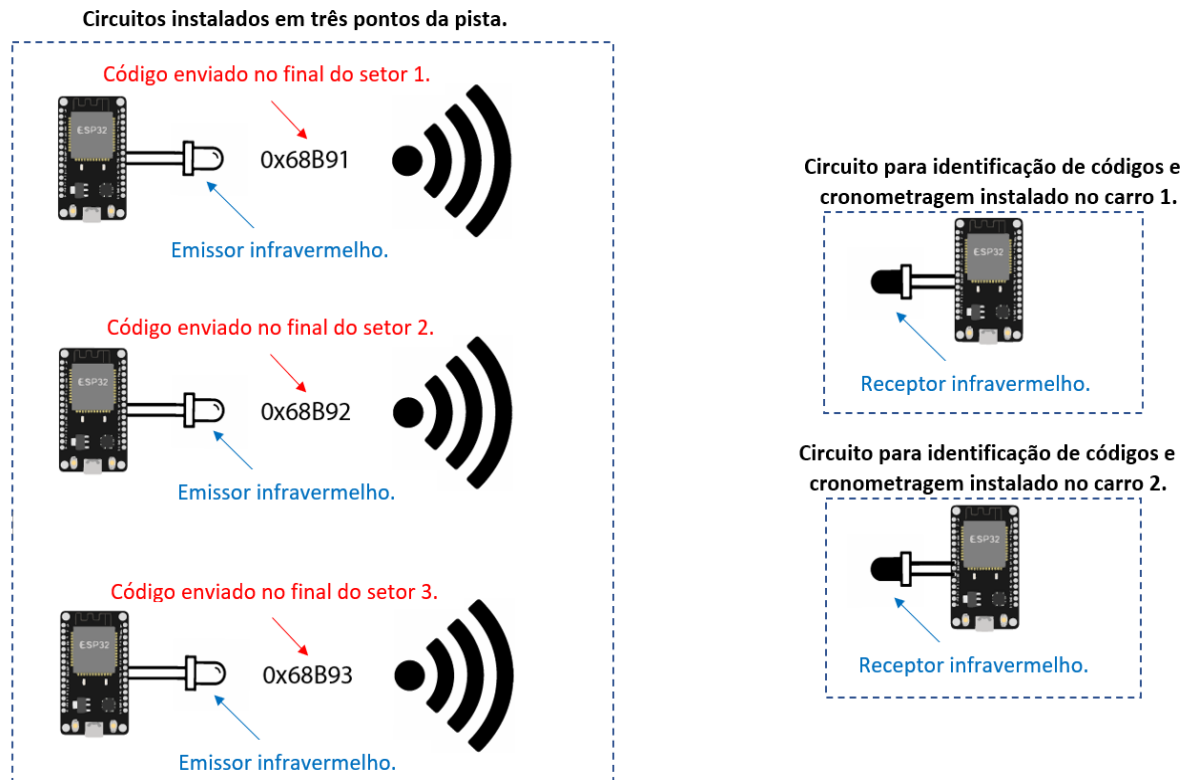 Circuitos instalados em três pontos da pista.
Código enviado no final do setor 1.
ESP32
0x68B91
Emissor infravermelho.
Código enviado no final do setor 2.
ESP32
0x68B92
Emissor infravermelho.
Código enviado no final do setor 3.
ESP32
0x68B93
Emissor infravermelho.
Circuito para identificação de códigos e
cronometragem instalado no carro 1.
ESP32
Receptor infravermelho.
Circuito para identificação de códigos e
cronometragem instalado no carro 2.
ESP32
Receptor infravermelho.